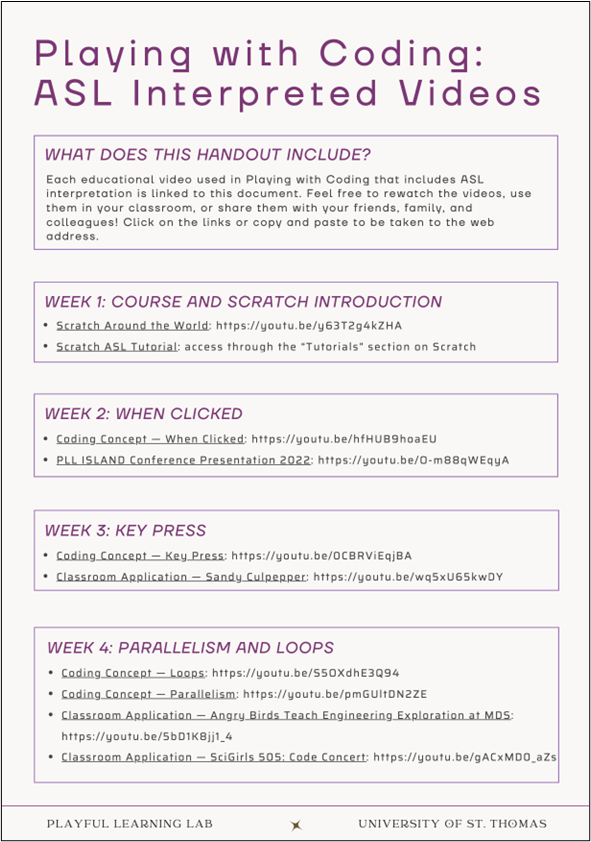 Playing with Coding:
ASL Interpreted Videos
WHAT DOES THIS HANDOUT INCLUDE?
Each educational video used in Playing with Coding that includes ASL
interpretation is linked to this document. Feel free to rewatch the videos, use
them in your classroom, or share them with your friends, family, and
colleagues! Click on the links or copy and paste to be taken to the web
address.
WEEK 1: COURSE AND SCRATCH INTRODUCTION
• Scratch Around the World: https://youtu.be/y63T2g4kZHA
• Scratch ASL Tutorial: access through the "Tutorials" section on Scratch
WEEK 2: WHEN CLICKED
• Coding Concept — When Clicked: https://youtu.be/hfHUB9hoaEU
• PLL ISLAND Conference Presentation 2022: https://youtu.be/O-m88qWEqyA
WEEK 3: KEY PRESS
• Coding Concept — Key Press: https://youtu.be/OCBRViEqjBA
• Classroom Application — Sandy Culpepper: https://youtu.be/wq5xU65kwDY
WEEK 4: PARALLELISM AND LOOPS
• Coding Concept — Loops: https://youtu.be/S5OXdhE3Q94
• Coding Concept — Parallelism: https://youtu.be/pmGUltDN2ZE
• Classroom Application — Angry Birds Teach Engineering Exploration at MDS:
https://youtu.be/5bD1K8jj1_4
• Classroom Application — SciGirls 505: Code Concert: https://youtu.be/gACxMDO_aZs
PLAYFUL LEARNING LAB
UNIVERSITY OF ST. THOMAS